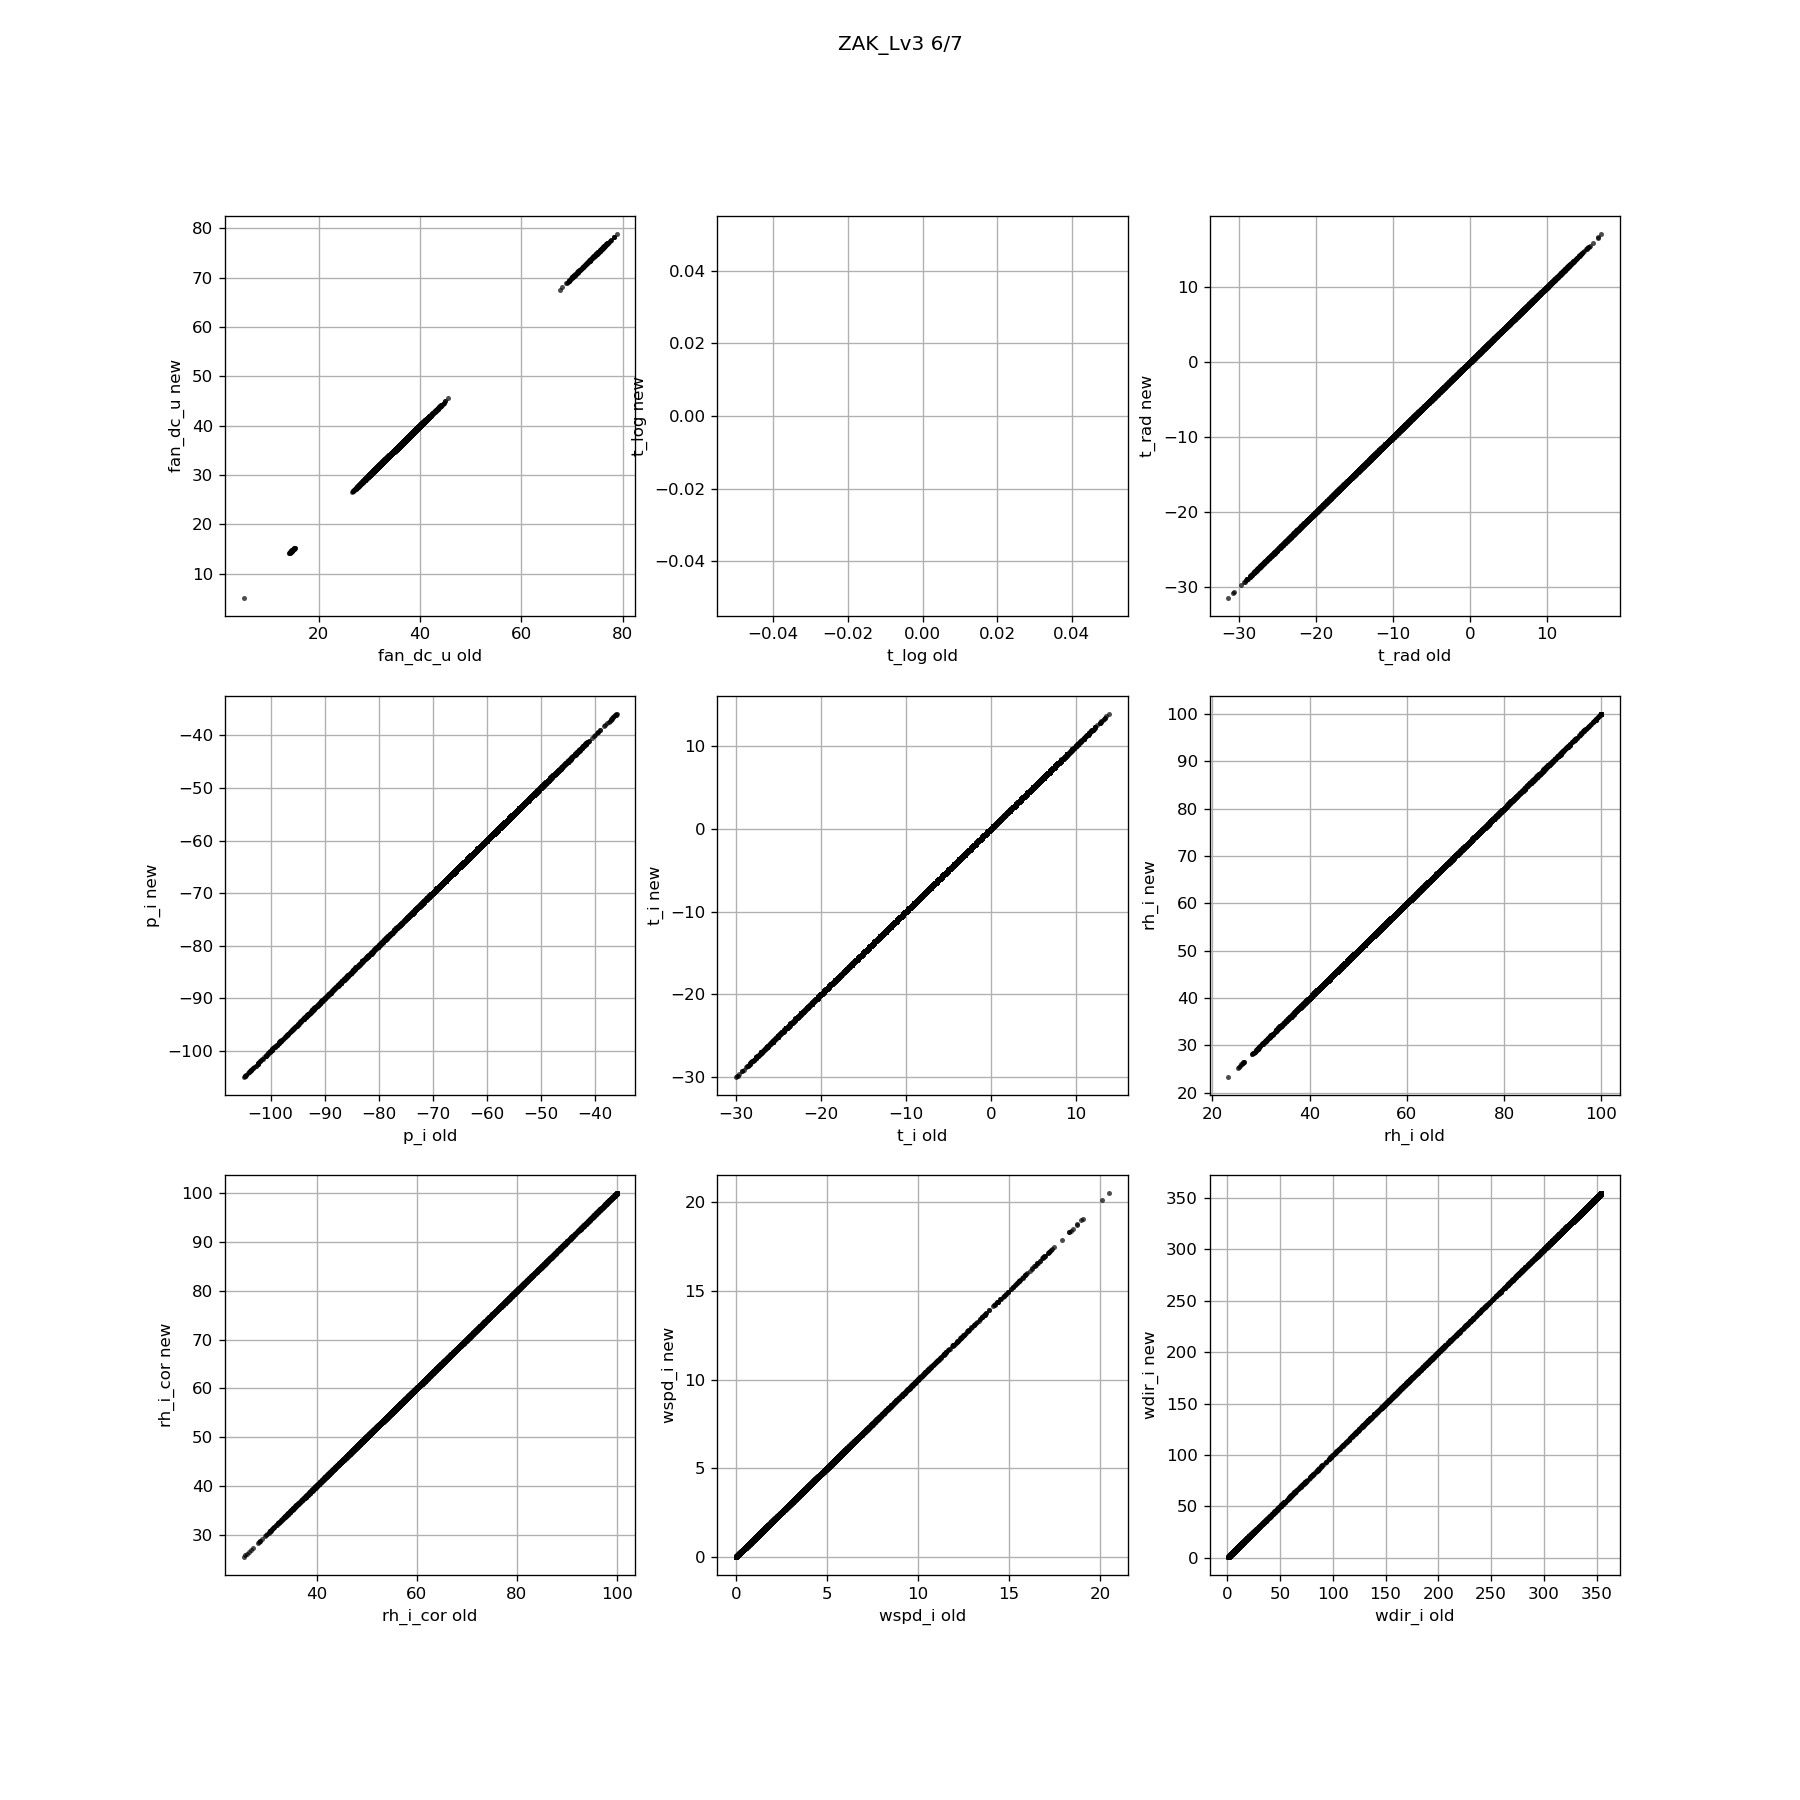 ZAK_Lv3 6/7
80
70
60
50
40
30
20
10
fan_dc_u new
20 40 60 80
fan_dc_u old
0.04
0.02
0.00
−0.02
−0.04
t_log new
−0.04 −0.02 0.00 0.02 0.04
t_log old
10
0
−10
−20
−30
t_rad new
−30 −20 −10 0 10
t_rad old
−40
−50
−60
−70
−80
−90
−100
p_i new
−100 −90 −80 −70 −60 −50 −40
p_i old
10
0
−10
−20
−30
t_i new
−30 −20 −10 0 10
t_i old
100
90
80
70
60
50
40
30
20
rh_i new
20 40 60 80 100
rh_i old
100
90
80
70
60
50
40
30
rh_i_cor new
40 60 80 100
rh_i_cor old
20
15
10
5
0
wspd_i new
0 5 10 15 20
wspd_i old
350
300
250
200
150
100
50
0
wdir_i new
0 50 100 150 200 250 300 350
wdir_i old